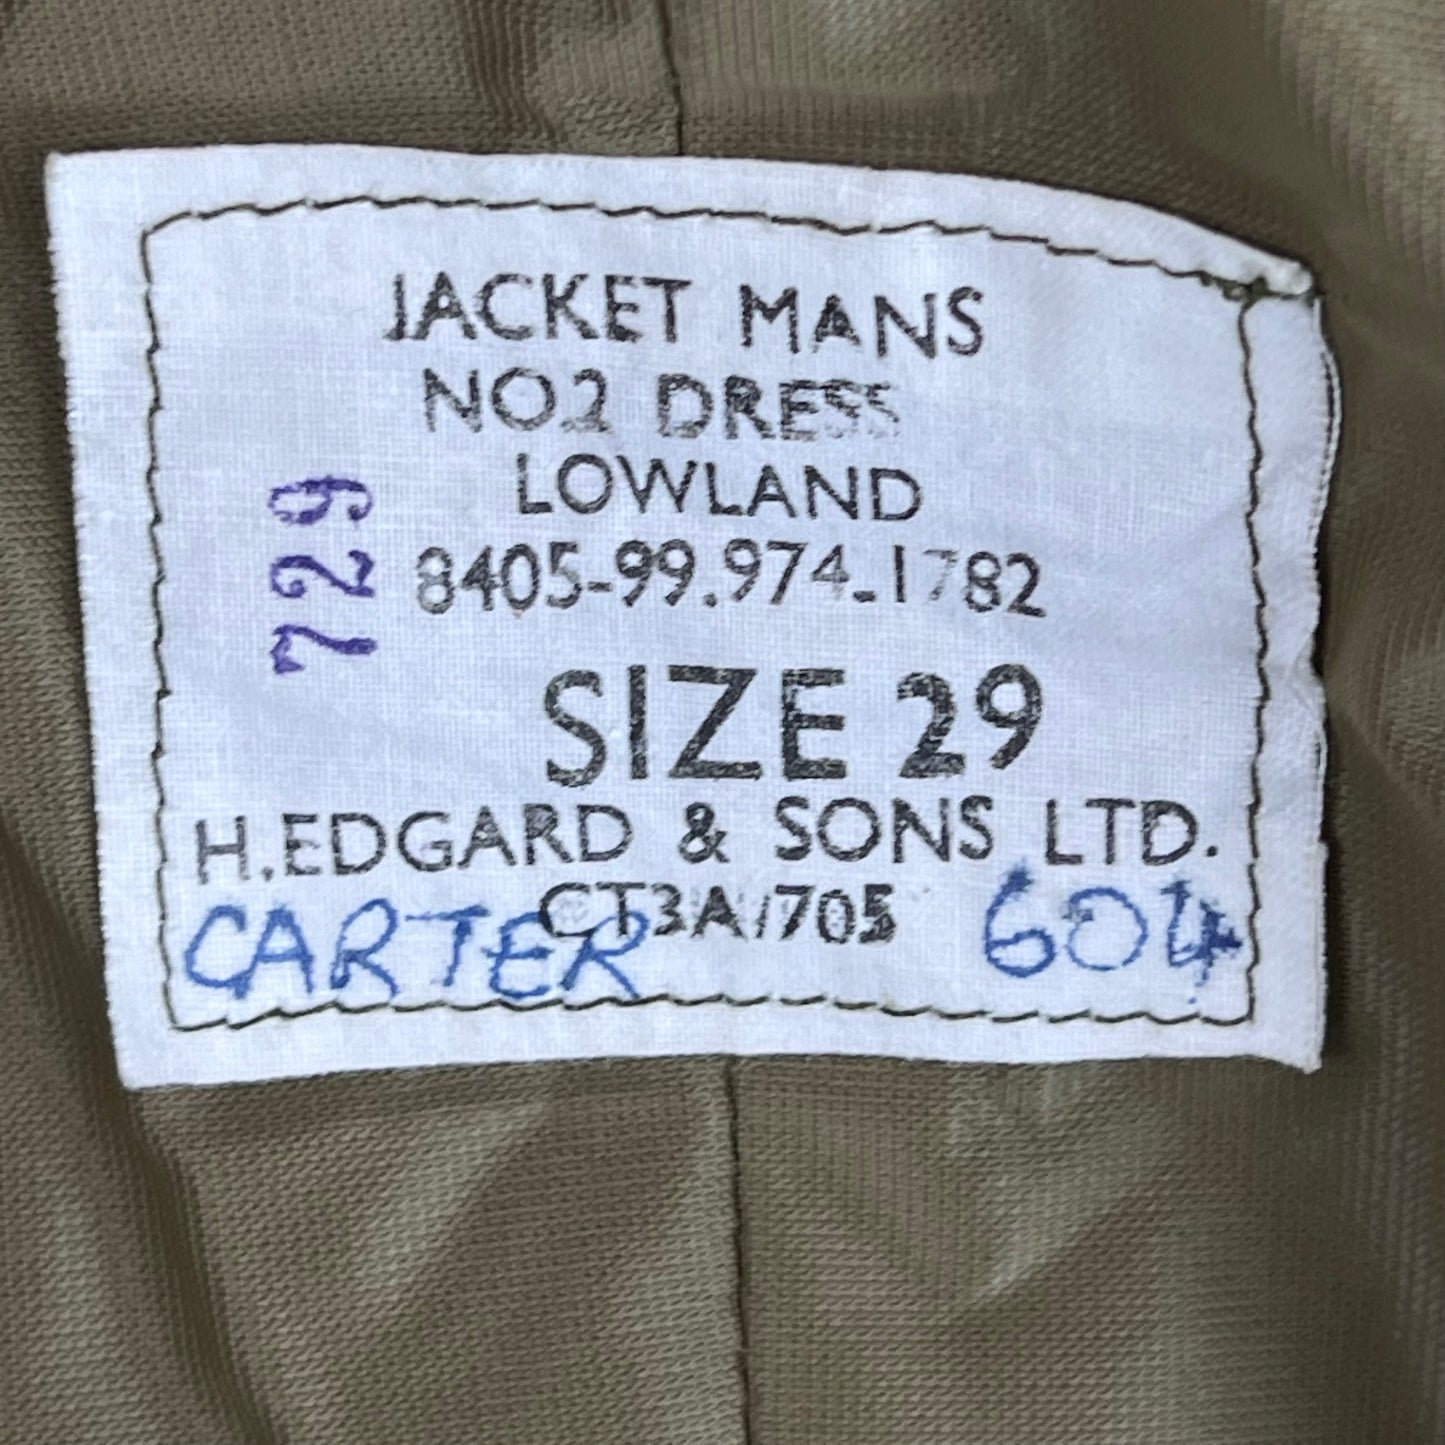 JACKET MANS
NO2 DRESS
LOWLAND
729
8405-99.974-1782
SIZE 29
H.EDGARD & SONS LTD.
CT3A/705
CARTER 604